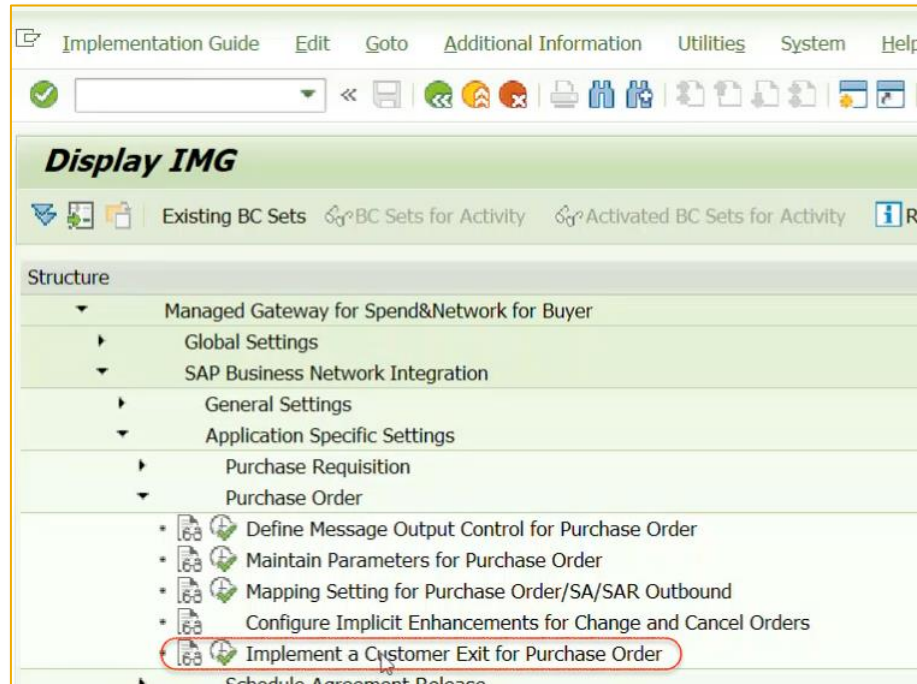 Implementation Guide Edit Goto Additional Information Utilities System Help
Display IMG
Existing BC Sets BC Sets for Activity Activated BC Sets for Activity R
Structure
Managed Gateway for Spend&Network for Buyer
Global Settings
SAP Business Network Integration
General Settings
Application Specific Settings
Purchase Requisition
Purchase Order
Define Message Output Control for Purchase Order
Maintain Parameters for Purchase Order
Mapping Setting for Purchase Order/SA/SAR Outbound
Configure Implicit Enhancements for Change and Cancel Orders
Implement a Customer Exit for Purchase Order
Schedule Agreement Release